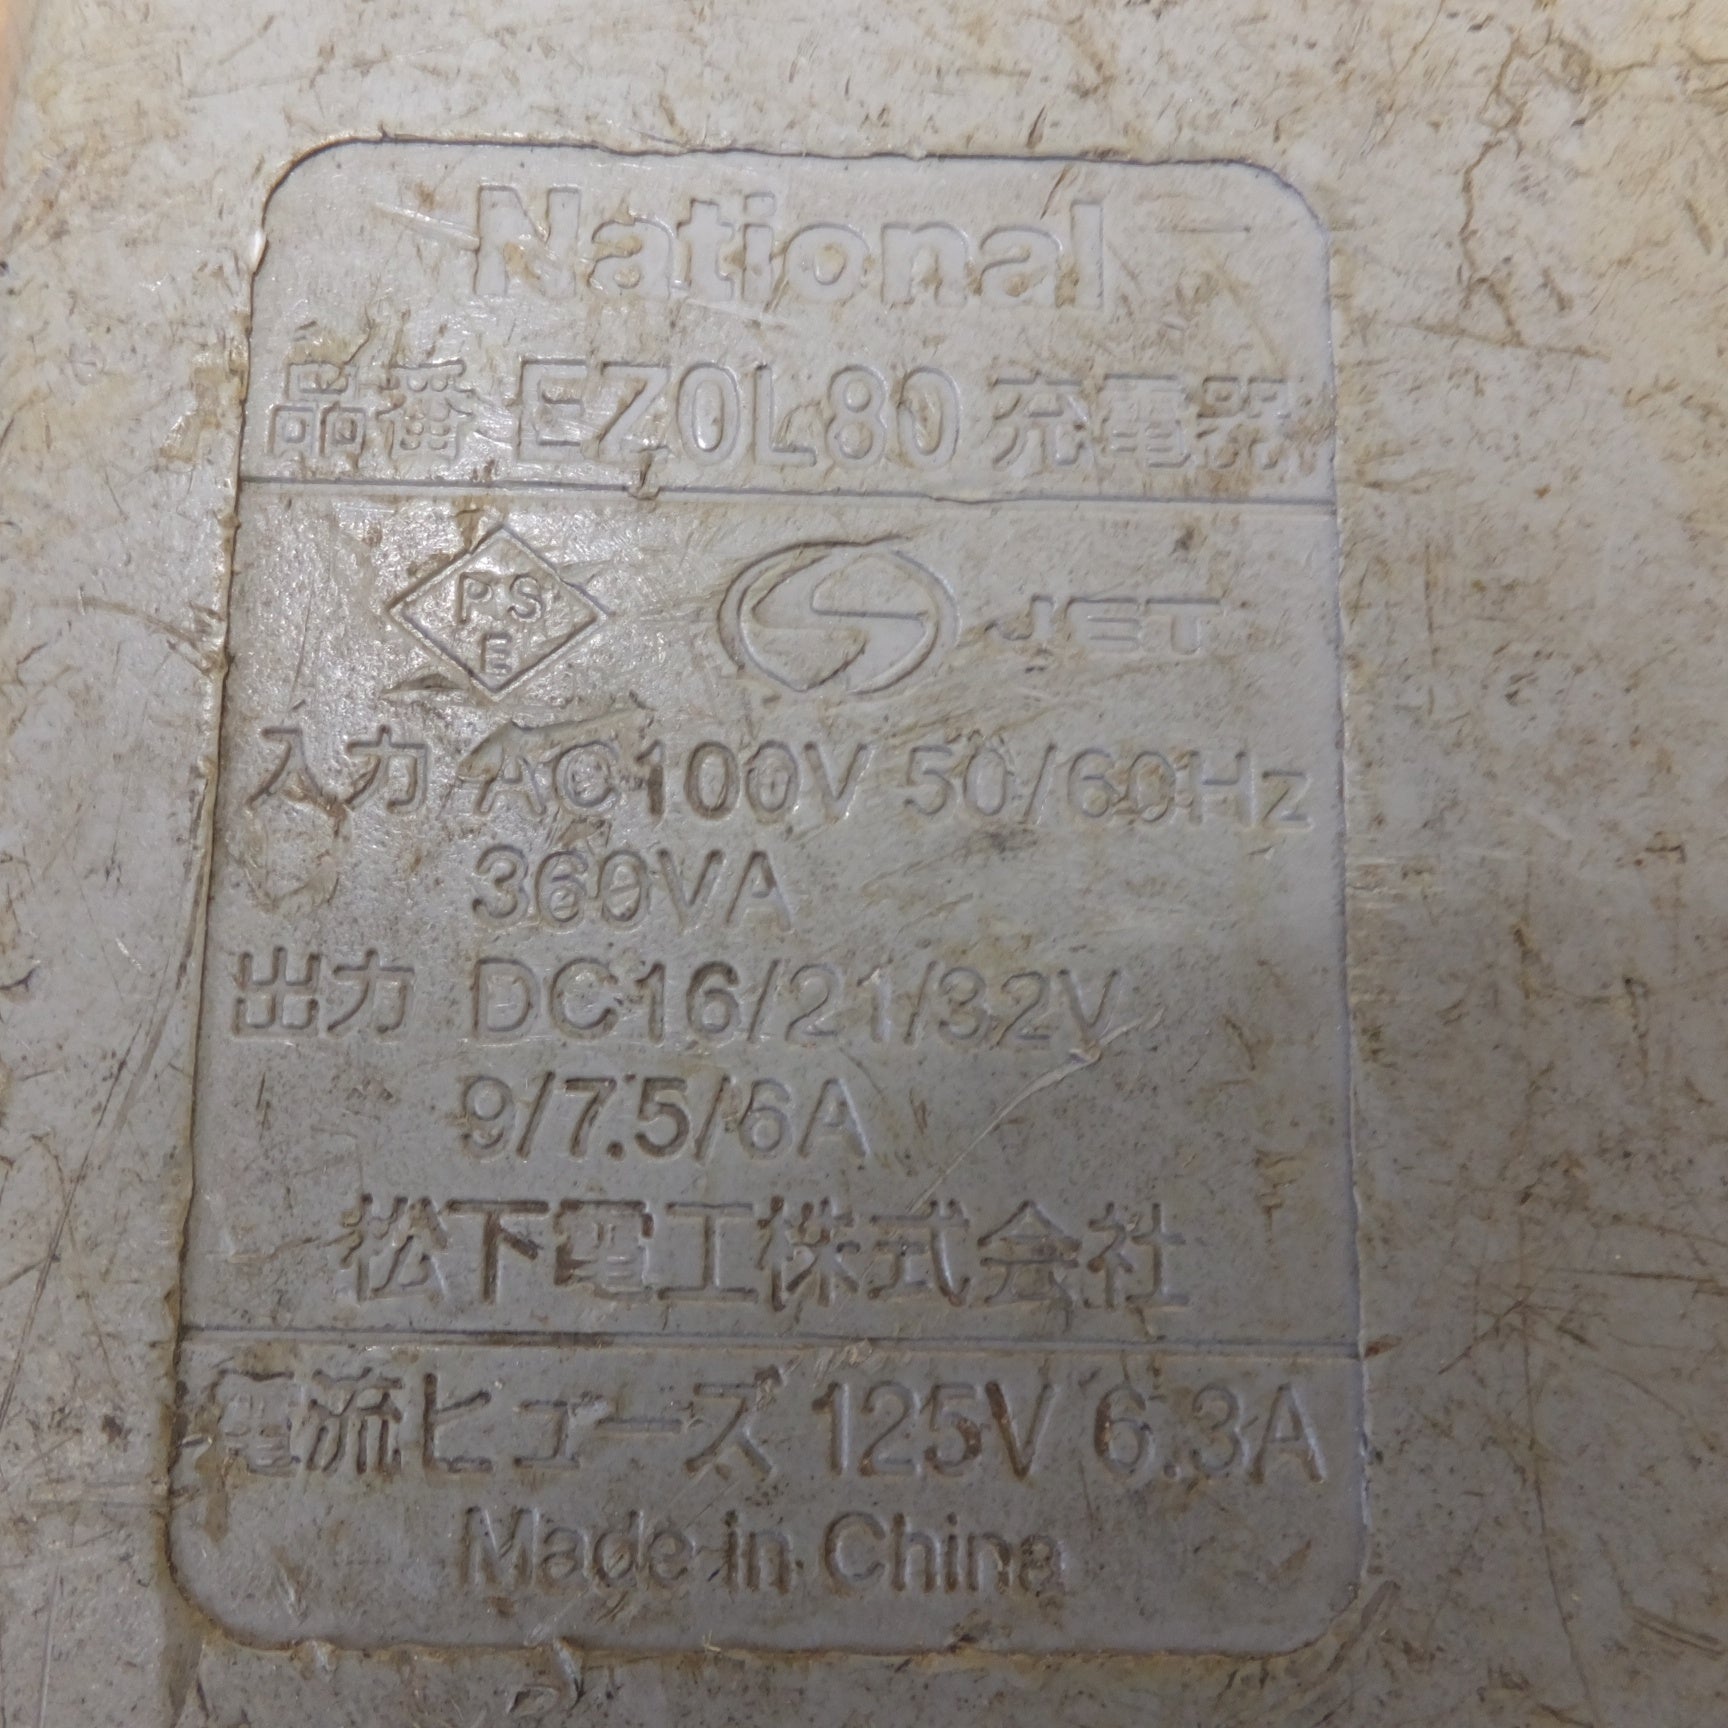 National
品番 EZ0L80 充電器
PSE
S JET
入力 AC100V 50/60Hz
360VA
出力 DC16/21/32V
9/7.5/6A
松下電工株式会社
電流ヒューズ 125V 6.3A
Made in China